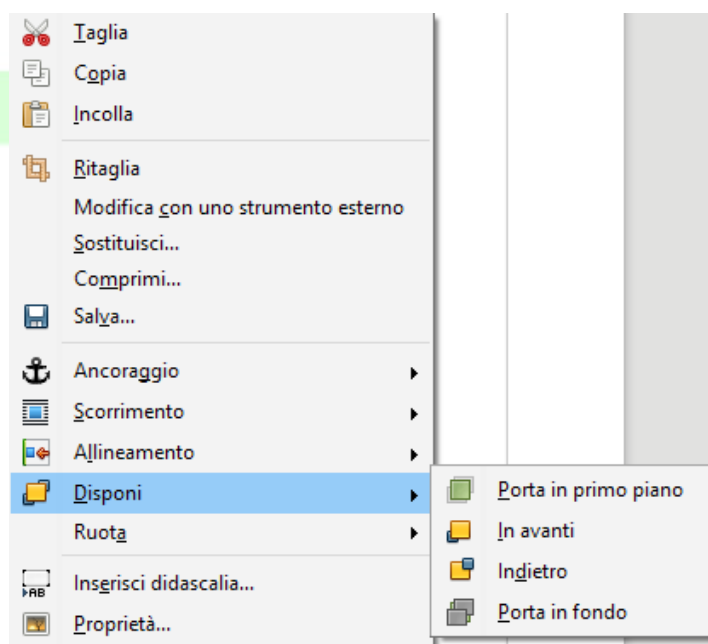 Taglia
Copia
Incolla
Ritaglia
Modifica con uno strumento esterno
Sostituisci...
Comprimi...
Salva...
Ancoraggio
Scorrimento
Allineamento
Disponi
Ruota
Inserisci didascalia...
Proprietà...
Porta in primo piano
In avanti
Indietro
Porta in fondo
AB